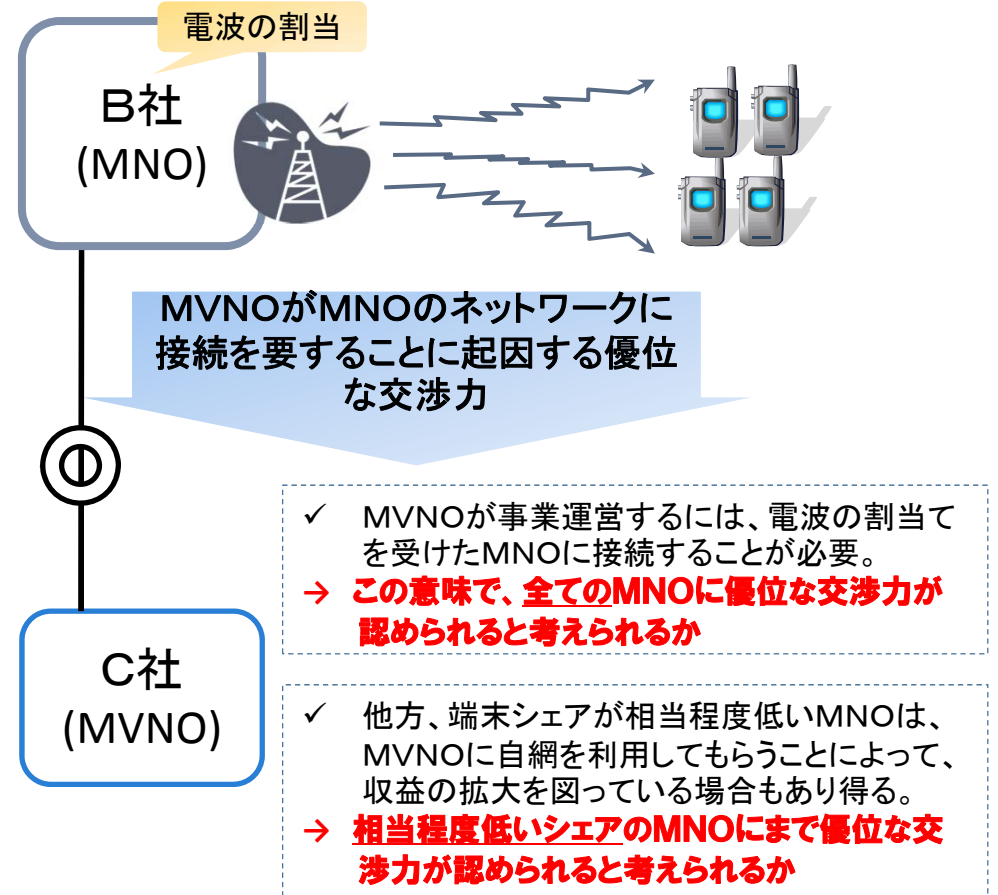 電波の割当
B社
(MNO)
MVNOがMNOのネットワークに
接続を要することに起因する優位
な交渉力
✓ MVNOが事業運営するには、電波の割当て
を受けたMNOに接続することが必要。
→ この意味で、全てのMNOに優位な交渉力が
認められると考えられるか
C社
(MVNO)
✓ 他方、端末シェアが相当程度低いMNOは、
MVNOに自網を利用してもらうことによって、
収益の拡大を図っている場合もあり得る。
→ 相当程度低いシェアのMNOにまで優位な交
渉力が認められると考えられるか